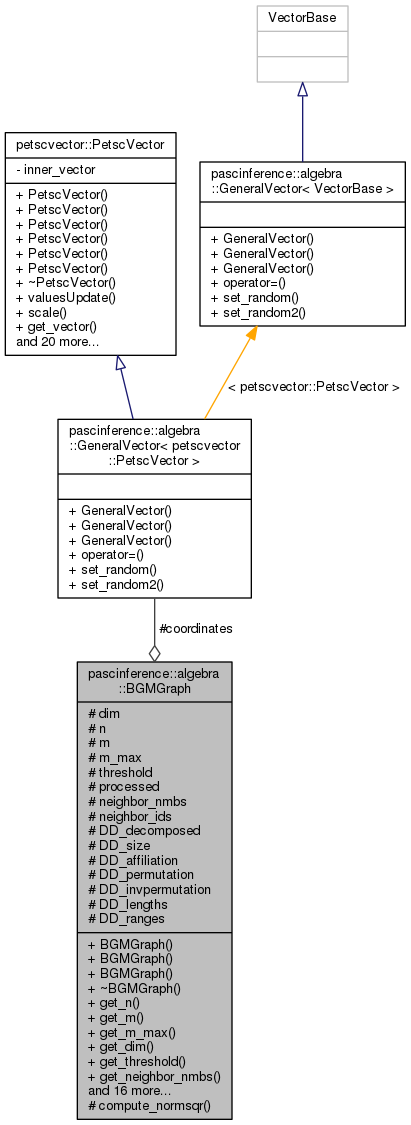 VectorBase
petscvector::PetscVector
- inner_vector
+ PetscVector()
+ PetscVector()
+ PetscVector()
+ PetscVector()
+ PetscVector()
+ PetscVector()
+ ~PetscVector()
+ valuesUpdate()
+ scale()
+ get_vector()
and 20 more...
pascinference::algebra
::GeneralVector< VectorBase >
+ GeneralVector()
+ GeneralVector()
+ GeneralVector()
+ operator=()
+ set_random()
+ set_random2()
< petscvector::PetscVector >
pascinference::algebra
::GeneralVector< petscvector
::PetscVector >
+ GeneralVector()
+ GeneralVector()
+ GeneralVector()
+ operator=()
+ set_random()
+ set_random2()
#coordinates
pascinference::algebra
::BGMGraph
# dim
# n
# m
# m_max
# threshold
# processed
# neighbor_nmbs
# neighbor_ids
# DD_decomposed
# DD_size
# DD_affiliation
# DD_permutation
# DD_invpermutation
# DD_lengths
# DD_ranges
+ BGMGraph()
+ BGMGraph()
+ BGMGraph()
+ ~BGMGraph()
+ get_n()
+ get_m()
+ get_m_max()
+ get_dim()
+ get_threshold()
+ get_neighbor_nmbs()
and 16 more...
# compute_normsqr()